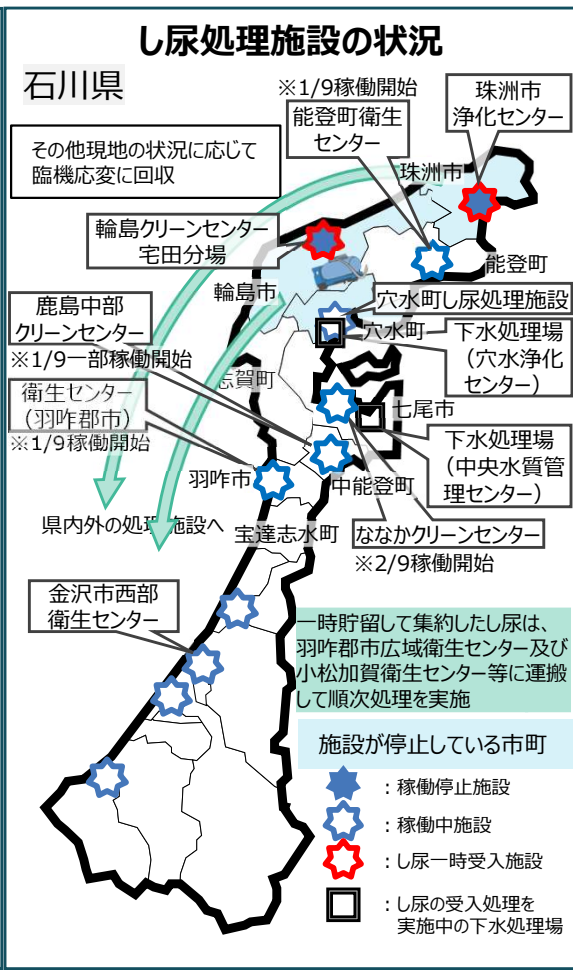 し尿処理施設の状況
石川県
※1/9稼働開始
能登町衛生
センター
珠洲市
浄化センター
その他現地の状況に応じて
臨機応変に回収
珠洲市
輪島クリーンセンター
宅田分場
能登町
輪島市
穴水町し尿処理施設
鹿島中部
クリーンセンター
※1/9一部稼働開始
穴水町
下水処理場
（穴水浄化
センター）
志賀町
衛生センター
（羽咋郡市）
※1/9稼働開始
七尾市
下水処理場
（中央水質管
理センター）
羽咋市
中能登町
県内外の処理施設へ
宝達志水町
ななかクリーンセンター
※2/9稼働開始
金沢市西部
衛生センター
一時貯留して集約したし尿は、
羽咋郡市広域衛生センター及び
小松加賀衛生センター等に運搬
して順次処理を実施
施設が停止している市町
：稼働停止施設
：稼働中施設
：し尿一時受入施設
：し尿の受入処理を
実施中の下水処理場